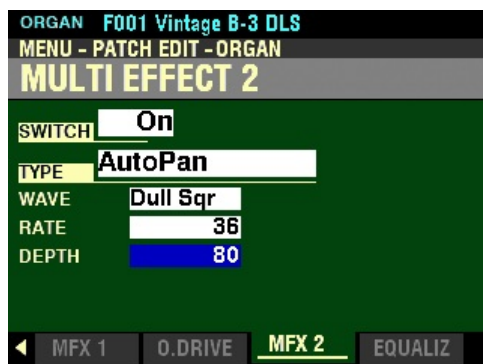 ORGAN F001 Vintage B-3 DLS
MENU - PATCH EDIT - ORGAN
MULTI EFFECT 2
SWITCH On
TYPE AutoPan
WAVE Dull Sqr
RATE 36
DEPTH 80
MFX 1 O.DRIVE MFX 2 EQUALIZ